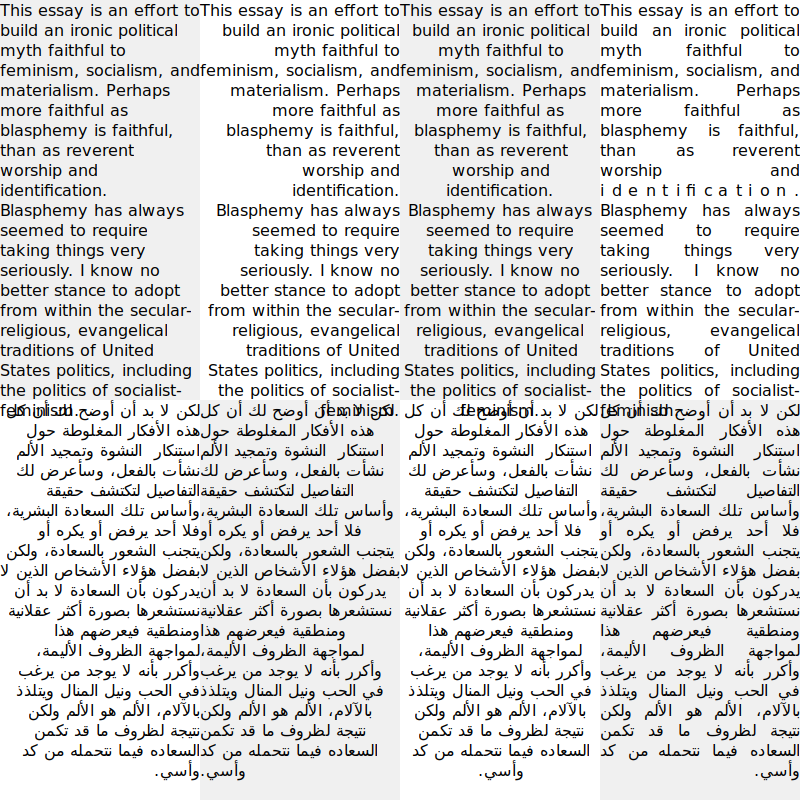 This essay is an effort to
build an ironic political
myth faithful to
feminism, socialism, and
materialism. Perhaps
more faithful as
blasphemy is faithful,
than as reverent
worship and
identification.
Blasphemy has always
seemed to require
taking things very
seriously. I know no
better stance to adopt
from within the secular-
religious, evangelical
traditions of United
States politics, including
the politics of socialist-
feminism.
This essay is an effort to
build an ironic political
myth faithful to
feminism, socialism, and
materialism. Perhaps
more faithful as
blasphemy is faithful,
than as reverent
worship and
identification.
Blasphemy has always
seemed to require
taking things very
seriously. I know no
better stance to adopt
from within the secular-
religious, evangelical
traditions of United
States politics, including
the politics of socialist-
feminism.
This essay is an effort to
build an ironic political
myth faithful to
feminism, socialism, and
materialism. Perhaps
more faithful as
blasphemy is faithful,
than as reverent
worship and
identification.
Blasphemy has always
seemed to require
taking things very
seriously. I know no
better stance to adopt
from within the secular-
religious, evangelical
traditions of United
States politics, including
the politics of socialist-
feminism.
This essay is an effort to
build an ironic political
myth faithful to
feminism, socialism, and
materialism. Perhaps
more faithful as
blasphemy is faithful,
than as reverent
worship and
identification.
Blasphemy has always
seemed to require
taking things very
seriously. I know no
better stance to adopt
from within the secular-
religious, evangelical
traditions of United
States politics, including
the politics of socialist-
feminism.
لكن لا بد أن أوضح لك أن كل
هذه الأفكار المغلوطة حول
استنكار النشوة وتمجيد الألم
نشأت بالفعل، وسأعرض لك
التفاصيل لتكتشف حقيقة
وأساس تلك السعادة البشرية،
فلا أحد يرفض أو يكره أو
يتجنب الشعور بالسعادة، ولكن
بفضل هؤلاء الأشخاص الذين لا
يدركون بأن السعادة لا بد أن
نستشعرها بصورة أكثر عقلانية
ومنطقية فيعرضهم هذا
لمواجهة الظروف الأليمة،
وأكرر بأنه لا يوجد من يرغب
في الحب ونيل المنال ويتلذذ
بالآلام، الألم هو الألم ولكن
نتيجة لظروف ما قد تكمن
السعاده فيما نتحمله من كد
وأسي.
لكن لا بد أن أوضح لك أن كل
هذه الأفكار المغلوطة حول
استنكار النشوة وتمجيد الألم
نشأت بالفعل، وسأعرض لك
التفاصيل لتكتشف حقيقة
وأساس تلك السعادة البشرية،
فلا أحد يرفض أو يكره أو
يتجنب الشعور بالسعادة، ولكن
بفضل هؤلاء الأشخاص الذين لا
يدركون بأن السعادة لا بد أن
نستشعرها بصورة أكثر عقلانية
ومنطقية فيعرضهم هذا
لمواجهة الظروف الأليمة،
وأكرر بأنه لا يوجد من يرغب
في الحب ونيل المنال ويتلذذ
بالآلام، الألم هو الألم ولكن
نتيجة لظروف ما قد تكمن
السعاده فيما نتحمله من كد
وأسي.
لكن لا بد أن أوضح لك أن كل
هذه الأفكار المغلوطة حول
استنكار النشوة وتمجيد الألم
نشأت بالفعل، وسأعرض لك
التفاصيل لتكتشف حقيقة
وأساس تلك السعادة البشرية،
فلا أحد يرفض أو يكره أو
يتجنب الشعور بالسعادة، ولكن
بفضل هؤلاء الأشخاص الذين لا
يدركون بأن السعادة لا بد أن
نستشعرها بصورة أكثر عقلانية
ومنطقية فيعرضهم هذا
لمواجهة الظروف الأليمة،
وأكرر بأنه لا يوجد من يرغب
في الحب ونيل المنال ويتلذذ
بالآلام، الألم هو الألم ولكن
نتيجة لظروف ما قد تكمن
السعاده فيما نتحمله من كد
وأسي.
لكن لا بد أن أوضح لك أن كل
هذه الأفكار المغلوطة حول
استنكار النشوة وتمجيد الألم
نشأت بالفعل، وسأعرض لك
التفاصيل لتكتشف حقيقة
وأساس تلك السعادة البشرية،
فلا أحد يرفض أو يكره أو
يتجنب الشعور بالسعادة، ولكن
بفضل هؤلاء الأشخاص الذين لا
يدركون بأن السعادة لا بد أن
نستشعرها بصورة أكثر عقلانية
ومنطقية فيعرضهم هذا
لمواجهة الظروف الأليمة،
وأكرر بأنه لا يوجد من يرغب
في الحب ونيل المنال ويتلذذ
بالآلام، الألم هو الألم ولكن
نتيجة لظروف ما قد تكمن
السعاده فيما نتحمله من كد
وأسي.